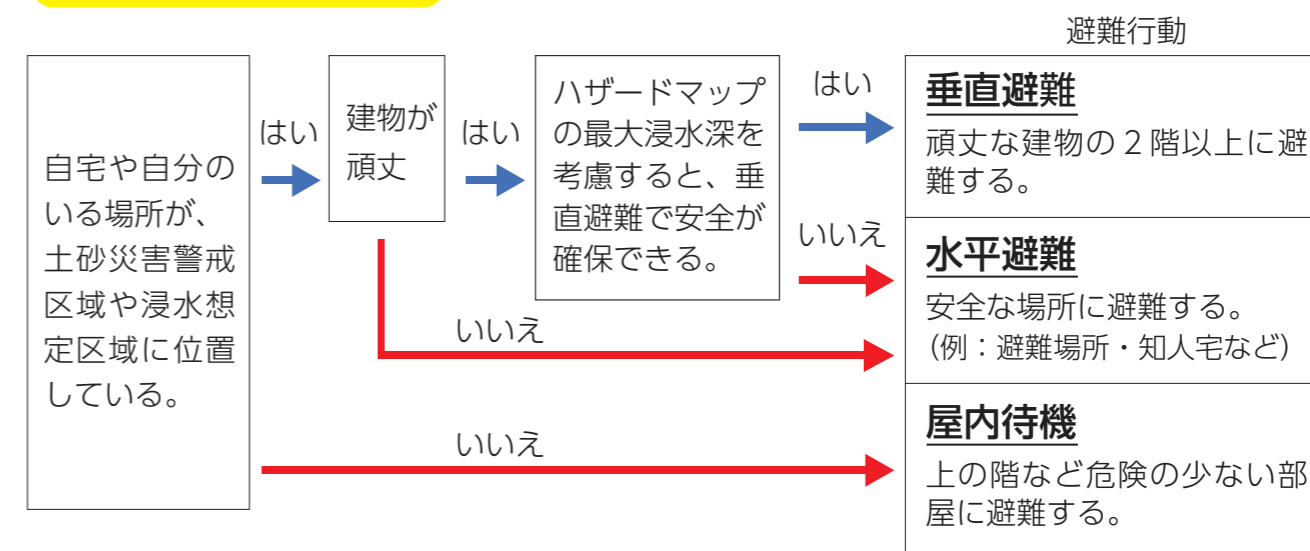 避難行動
自宅や自分の
いる場所が、
土砂災害警戒
区域や浸水想
定区域に位置
している。
はい
建物が
頑丈
はい
ハザードマップ
の最大浸水深を
考慮すると、垂
直避難で安全が
確保できる。
はい
垂直避難
頑丈な建物の2階以上に避
難する。
いいえ
水平避難
安全な場所に避難する。
(例：避難場所・知人宅など)
いいえ
いいえ
屋内待機
上の階など危険の少ない部
屋に避難する。